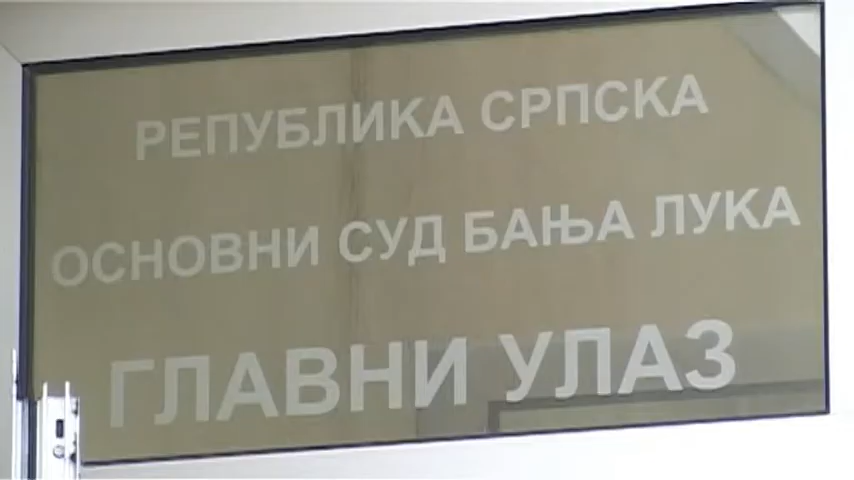 РЕПУБЛИКА СРПСКА
ОСНОВНИ СУД БАЊА ЛУКА
ГЛАВНИ УЛАЗ